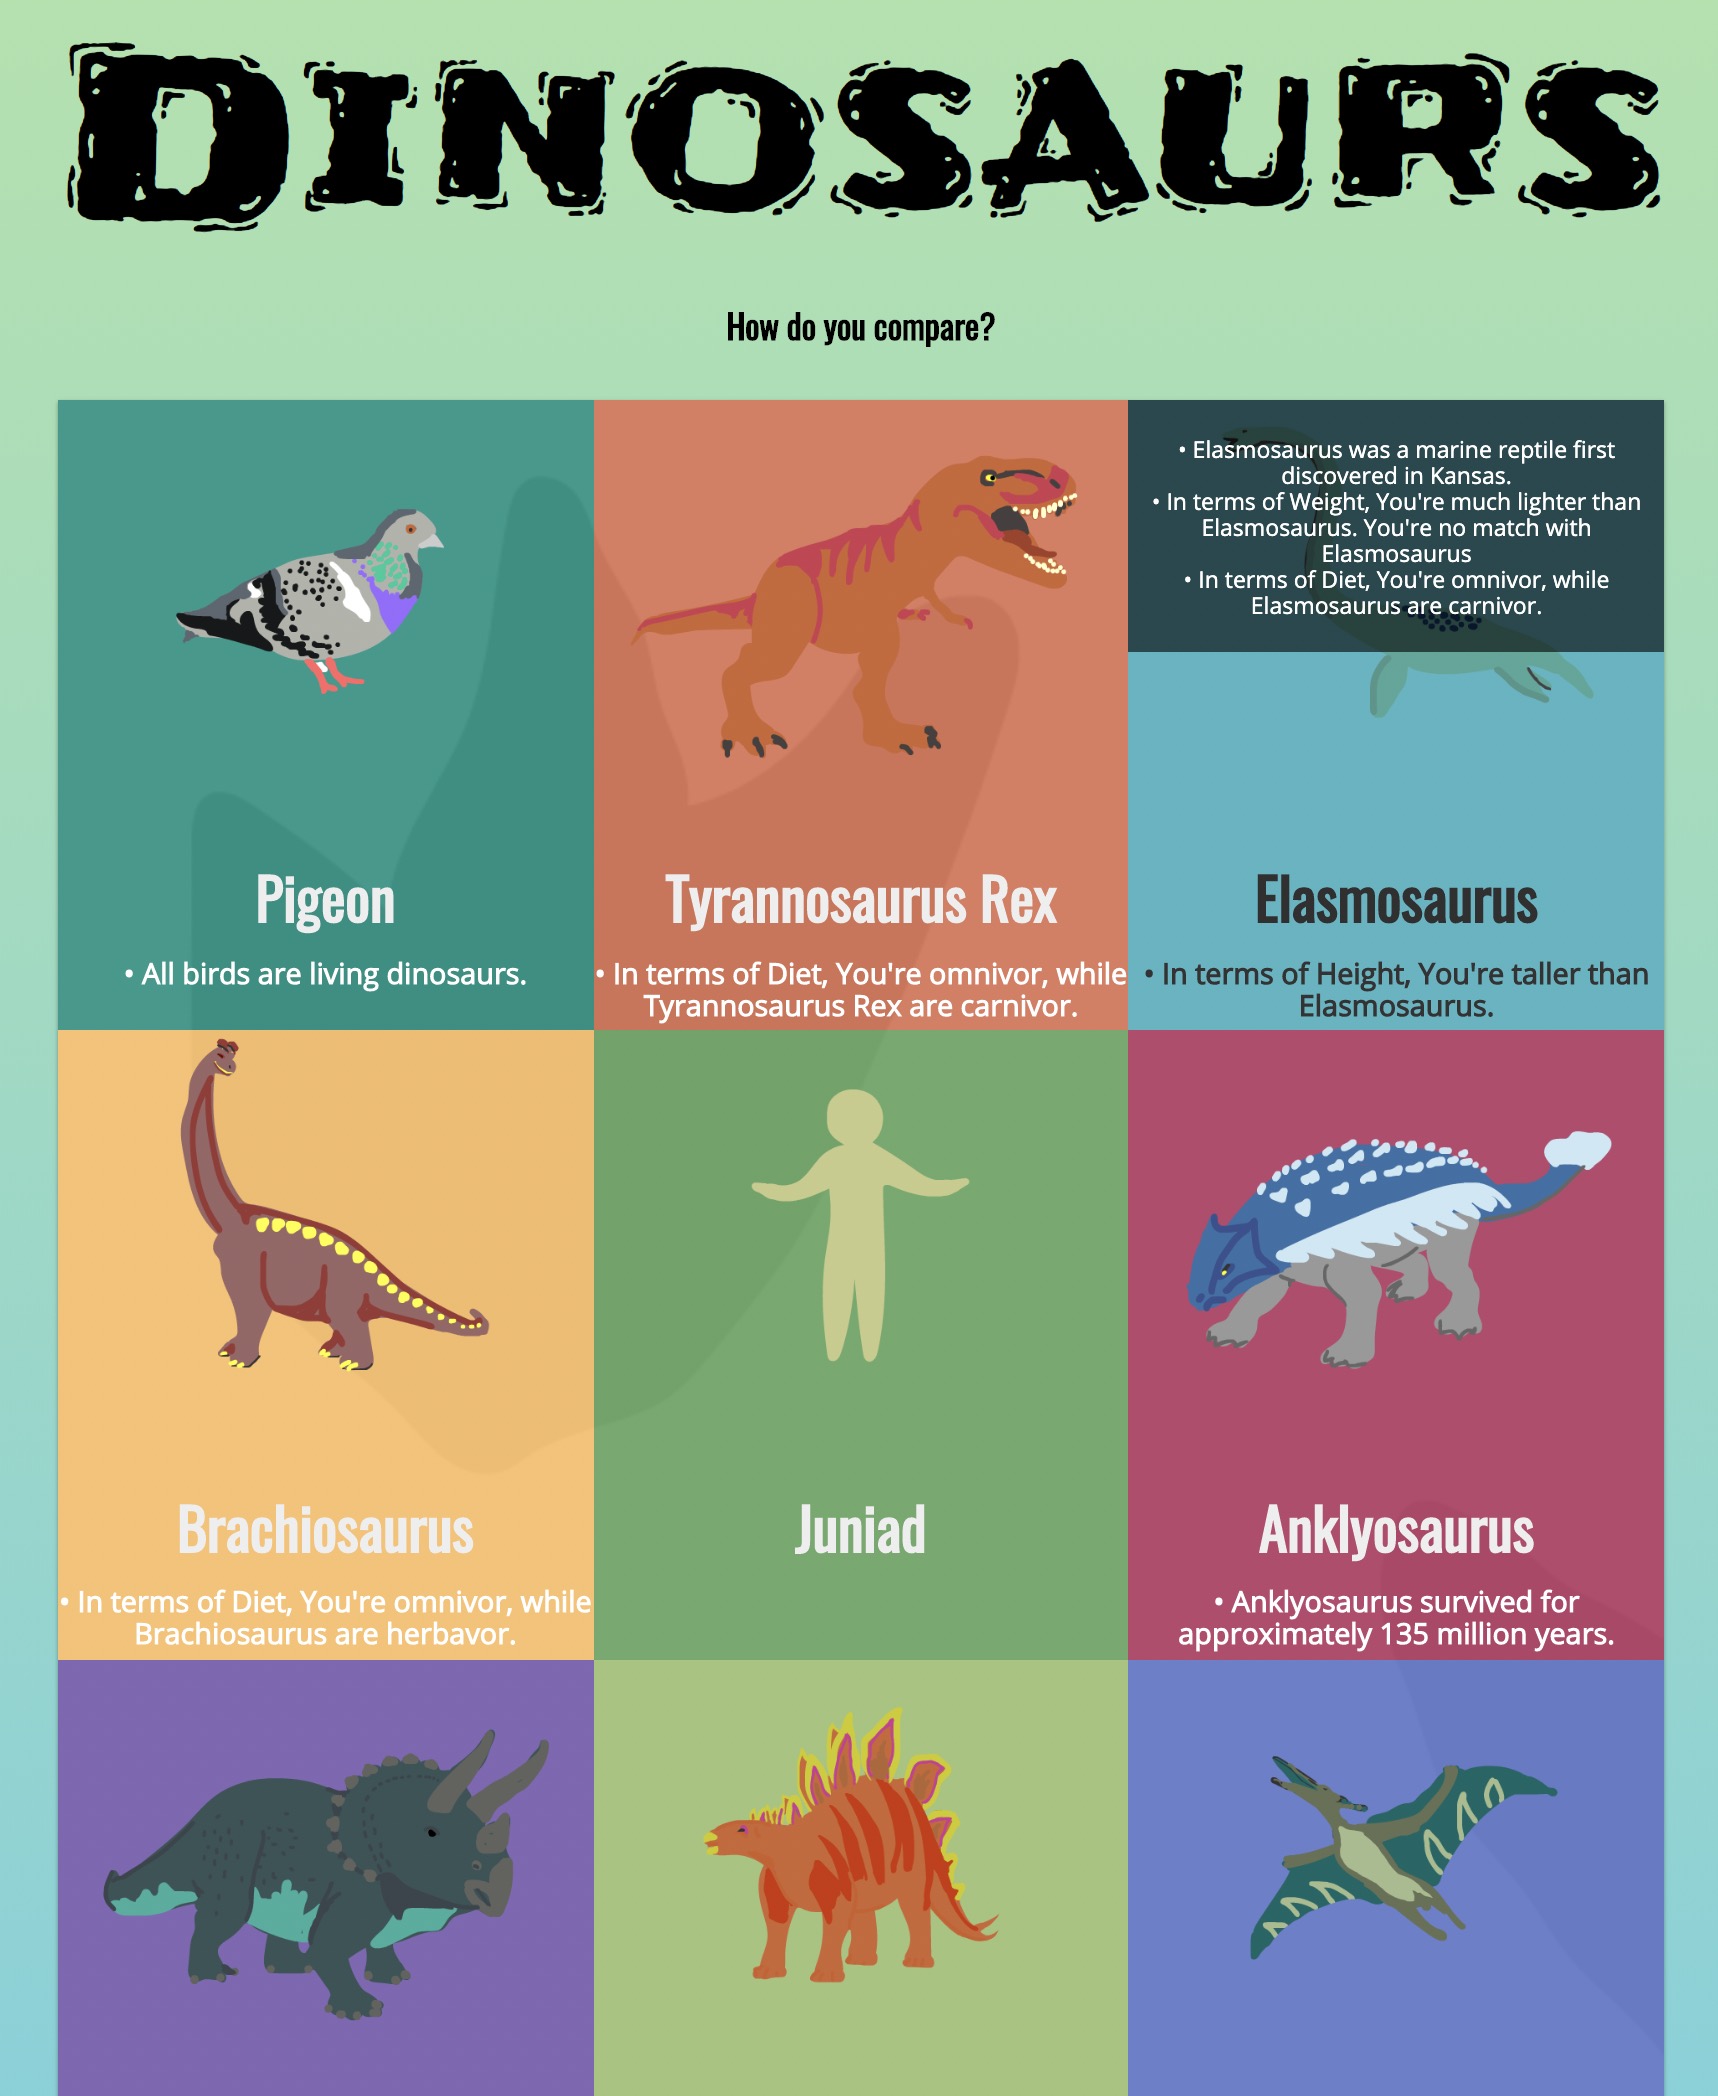 DINOSAURS
How do you compare?
• Elasmosaurus was a marine reptile first
discovered in Kansas.
• In terms of Weight, You're much lighter than
Elasmosaurus. You're no match with
Elasmosaurus
• In terms of Diet, You're omnivor, while
Elasmosaurus are carnivor.
Pigeon
• All birds are living dinosaurs.
Tyrannosaurus Rex
• In terms of Diet, You're omnivor, while
Tyrannosaurus Rex are carnivor.
Elasmosaurus
• In terms of Height, You're taller than
Elasmosaurus.
Brachiosaurus
• In terms of Diet, You're omnivor, while
Brachiosaurus are herbavor.
Juniad
Anklyosaurus
• Anklyosaurus survived for
approximately 135 million years.